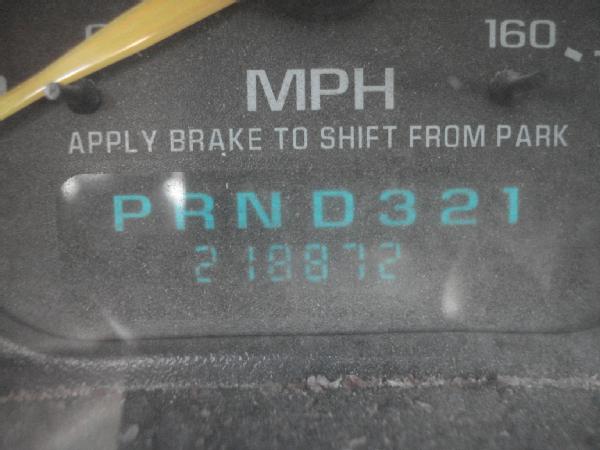 160
MPH
APPLY BRAKE TO SHIFT FROM PARK
PRND321
218872